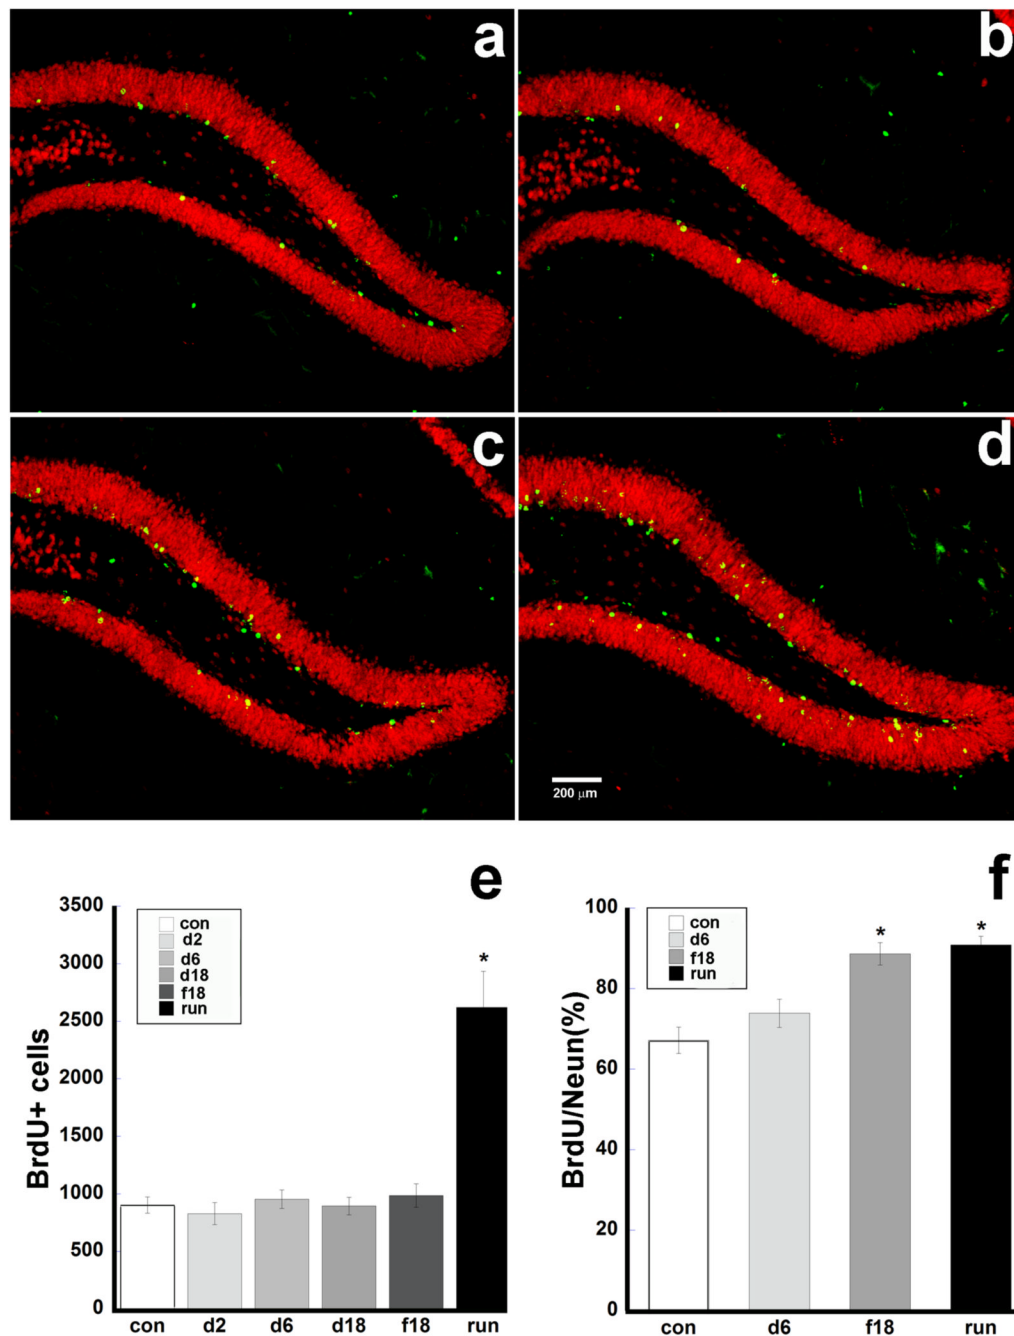 a
b
c
d
200 μm
e
BrdU+ cells
3500
3000
2500
2000
1500
1000
500
0
con
d2
d6
d18
f18
run
*
con d2 d6 d18 f18 run
f
BrdU/Neun(%)
100
80
60
40
20
0
con
d6
f18
run
* *
con d6 f18 run